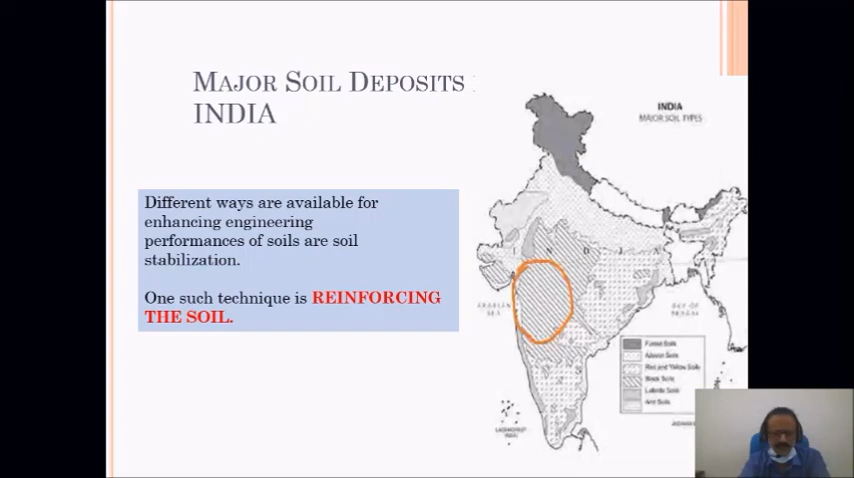 MAJOR SOIL DEPOSITS
INDIA
Different ways are available for
enhancing engineering
performances of soils are soil
stabilization.
One such technique is REINFORCING
THE SOIL.
INDIA
MAJOR SOIL TYPES
I N D I A
ARABIAN
SEA
BAY OF
BENGAL
Forest Soils
Alluvial Soils
Red and Yellow Soils
Black Soils
Laterite Soils
Arid Soils